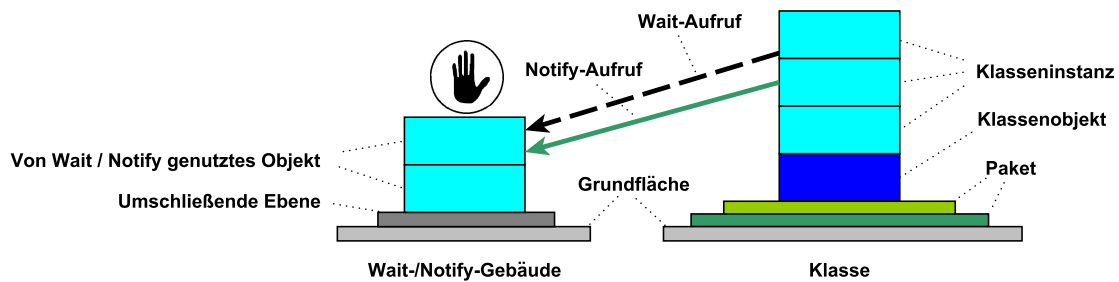 Wait-Aufruf
Notify-Aufruf
Klasseninstanz
Klassenobjekt
Von Wait / Notify genutztes Objekt
Paket
Grundfläche
Umschließende Ebene
Wait-/Notify-Gebäude
Klasse